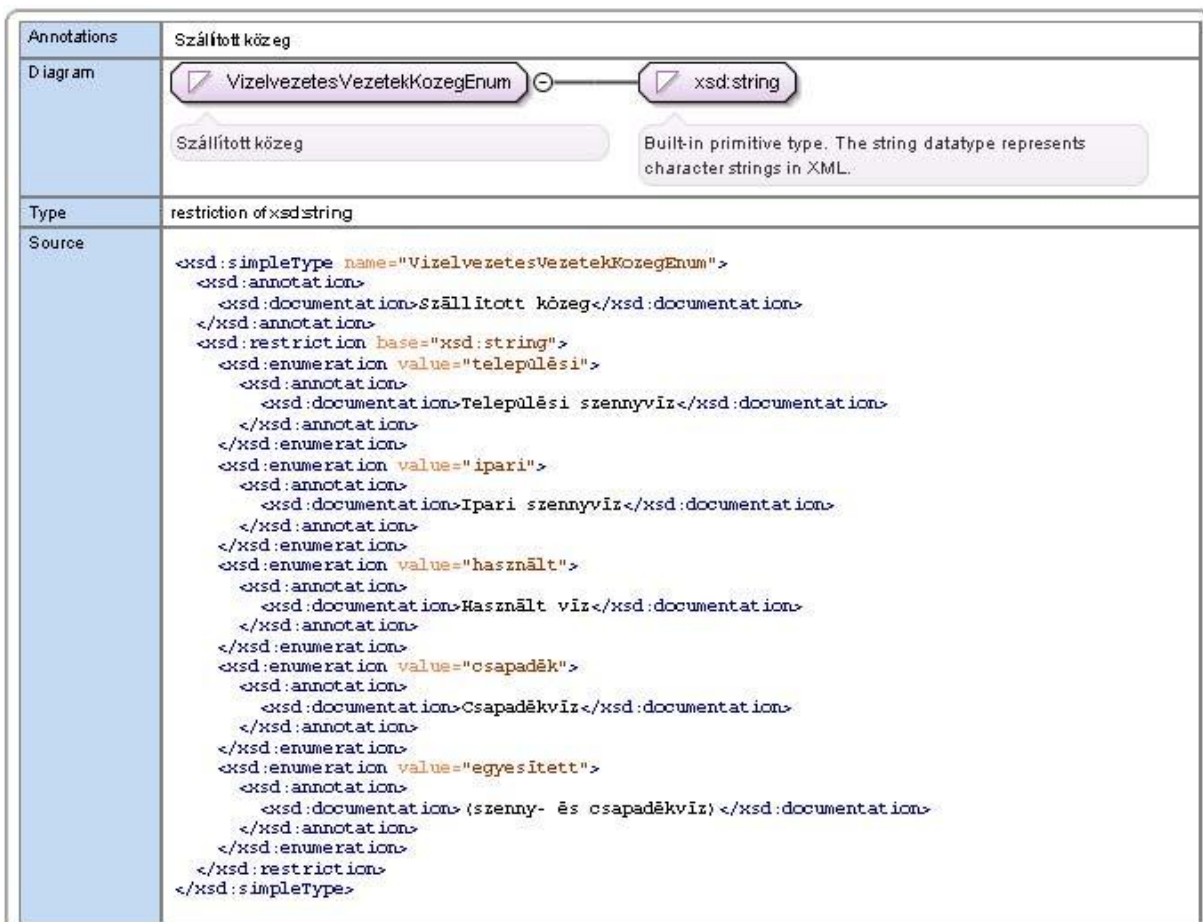 Annotations
Szállított közeg
Diagram
VizelvezetesVezetekKozegEnum
xsd:string
Szállított közeg
Built-in primitive type. The string datatype represents
character strings in XML.
Type
restriction of xsd:string
Source
<xsd:simpleType name="VizelvezetesVezetekKozegEnum">
<xsd:annotation>
<xsd:documentation>Szállított közeg</xsd:documentation>
</xsd:annotation>
<xsd:restriction base="xsd:string">
<xsd:enumeration value="települési">
<xsd:annotation>
<xsd:documentation>Települési szennyvíz</xsd:documentation>
</xsd:annotation>
</xsd:enumeration>
<xsd:enumeration value="ipari">
<xsd:annotation>
<xsd:documentation>Ipari szennyvíz</xsd:documentation>
</xsd:annotation>
</xsd:enumeration>
<xsd:enumeration value="használt">
<xsd:annotation>
<xsd:documentation>Használt víz</xsd:documentation>
</xsd:annotation>
</xsd:enumeration>
<xsd:enumeration value="csapadék">
<xsd:annotation>
<xsd:documentation>Csapadékvíz</xsd:documentation>
</xsd:annotation>
</xsd:enumeration>
<xsd:enumeration value="egyesített">
<xsd:annotation>
<xsd:documentation>(szenny- és csapadékvíz)</xsd:documentation>
</xsd:annotation>
</xsd:enumeration>
</xsd:restriction>
</xsd:simpleType>